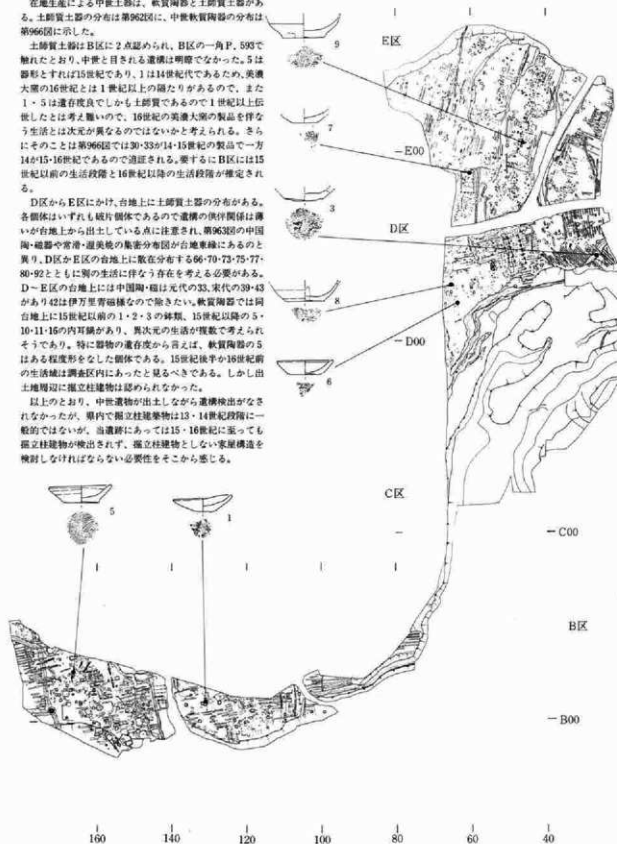 在地生産による中世土器は、軟質陶器と土師質土器があ
る。土師質土器の分布は第962図に、中世軟質陶器の分布は
第966図に示した。
土師質土器はB区に2点認められ、B区の一角P. 593で
触れたとおり、中世と目される遺構は明瞭でなかった。5は
器形とすれば15世紀であり、1は14世紀代であるため、美濃
大窯の16世紀とは1世紀以上の隔たりがあるので、また
1・5は遺存度良でしかも土師質であるので1世紀以上伝
世したとは考え難いので、16世紀の美濃大窯の製品を伴な
う生活とは次元が異なるのではないかと考えられる。さら
にそのことは第966図では30・33が14・15世紀の製品で一方
14が15・16世紀であるので追証される。要するにB区には15
世紀以前の生活段階と16世紀以降の生活段階が推定され
る。
D区からE区にかけ、台地上に土師質土器の分布がある。
各個体はいずれも破片個体であるので遺構の供伴関係は薄
いが台地上から出土している点に注意され、第963図の中国
陶・磁器や常滑・渥美焼の集密分布図が台地東縁にあるのと
異り、D区かE区の台地上に散在分布する66・70・73・75・77・
80・92とともに別の生活に伴なう存在を考える必要がある。
D〜E区の台地上には中国陶・磁は元代の33、宋代の39・43
があり42は伊万里青磁様なので除きたい。軟質陶器では同
台地上に15世紀以前の1・2・3の鉢類、15世紀以降の5・
10・11・16の内耳鍋があり、異次元の生活が複数で考えられ
そうであり。特に器物の遺存度から言えば、軟質陶器の5
はある程度形をなした個体である。15世紀後半か16世紀前
の生活域は調査区内にあったと見るべきである。しかし出
土地周辺に掘立柱建物は認められなかった。
以上のとおり、中世遺物が出土しながら遺構検出がなさ
れなかったが、県内で掘立柱建築物は13・14世紀段階に一
般的ではないが、当遺跡にあっては15・16世紀に至っても
掘立柱建物が検出されず、掘立柱建物としない家屋構造を
検討しなければならない必要性をそこから感じる。
9
E区
7
E00
3
D区
8
D00
6
C区
5
1
C00
B区
B00
160 140 120 100 80 60 40